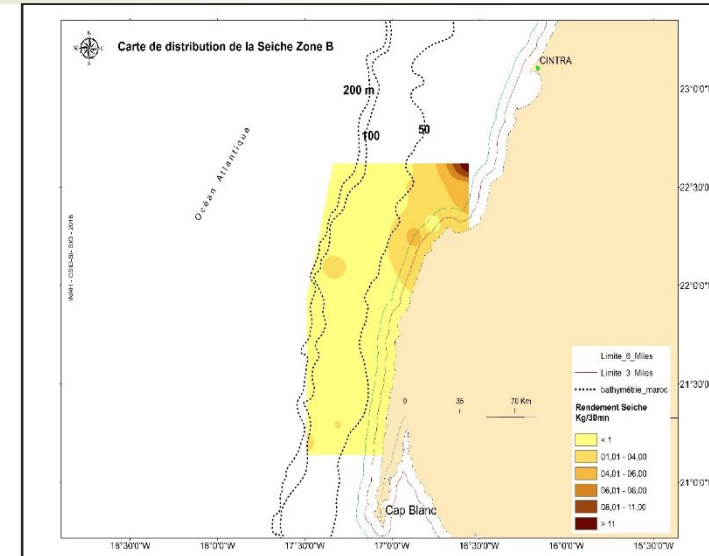 Carte de distribution de la Seiche Zone B
CINTRA
200 m
100
50
Océan Atlantique
23°0'0"
22°30'0"
22°0'0"
21°30'0"
21°0'0"
Limite_6_Miles
Limite_3_Miles
bathymétrie_maroc
0 35 70 Km
Rendement Seiche
Kg/30mn
< 1
01,01 - 04,00
04,01 - 06,00
06,01 - 08,00
08,01 - 11,00
> 11
Cap Blanc
18°30'0"W 18°0'0"W 17°30'0"W 17°0'0"W 16°30'0"W 16°0'0"W 15°30'0"W